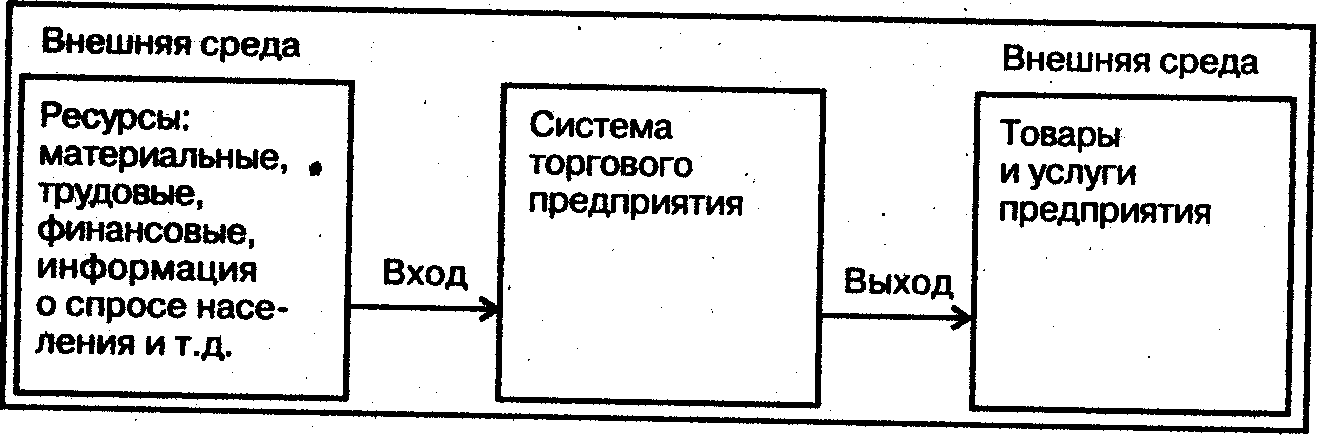 Внешняя среда
Ресурсы:
материальные,
трудовые,
финансовые,
информация
о спросе насе-
ления и т.д.
Вход
Система
торгового
предприятия
Выход
Внешняя среда
Товары
и услуги
предприятия